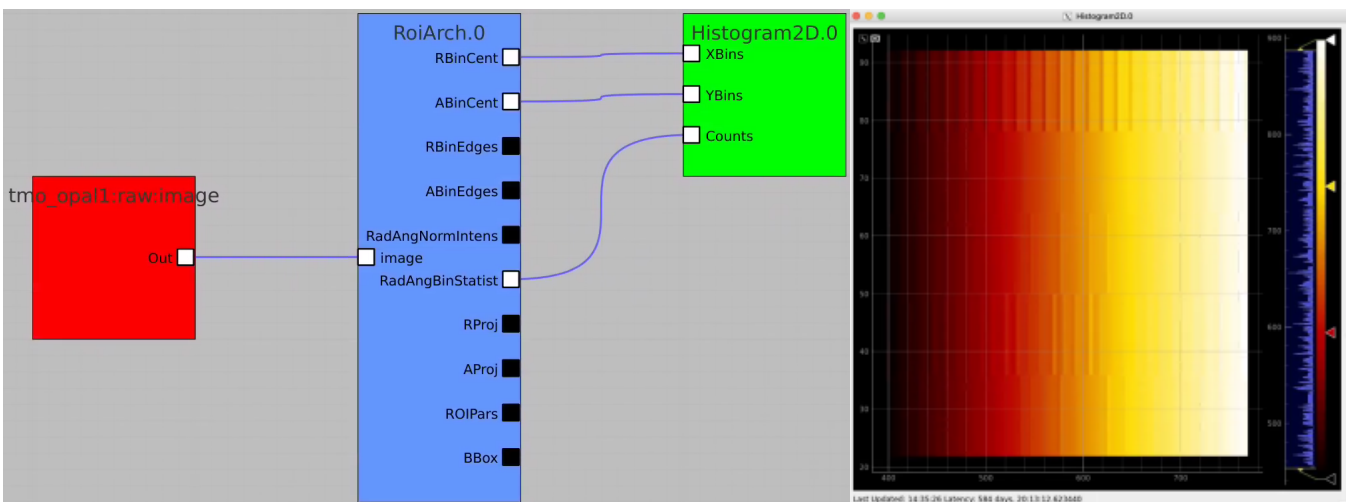 tmo_opal1:raw:image
Out
RoiArch.0
RBinCent
ABinCent
RBinEdges
ABinEdges
RadAngNormIntens
image
RadAngBinStatist
RProj
AProj
ROIPars
BBox
Histogram2D.0
XBins
YBins
Counts
Histogram2D.0
90
80
70
60
50
40
30
20
400 500 600 700
900
800
700
600
500
Last Updated: 14:35:26 Latency: 584 days, 20:13:12.623440